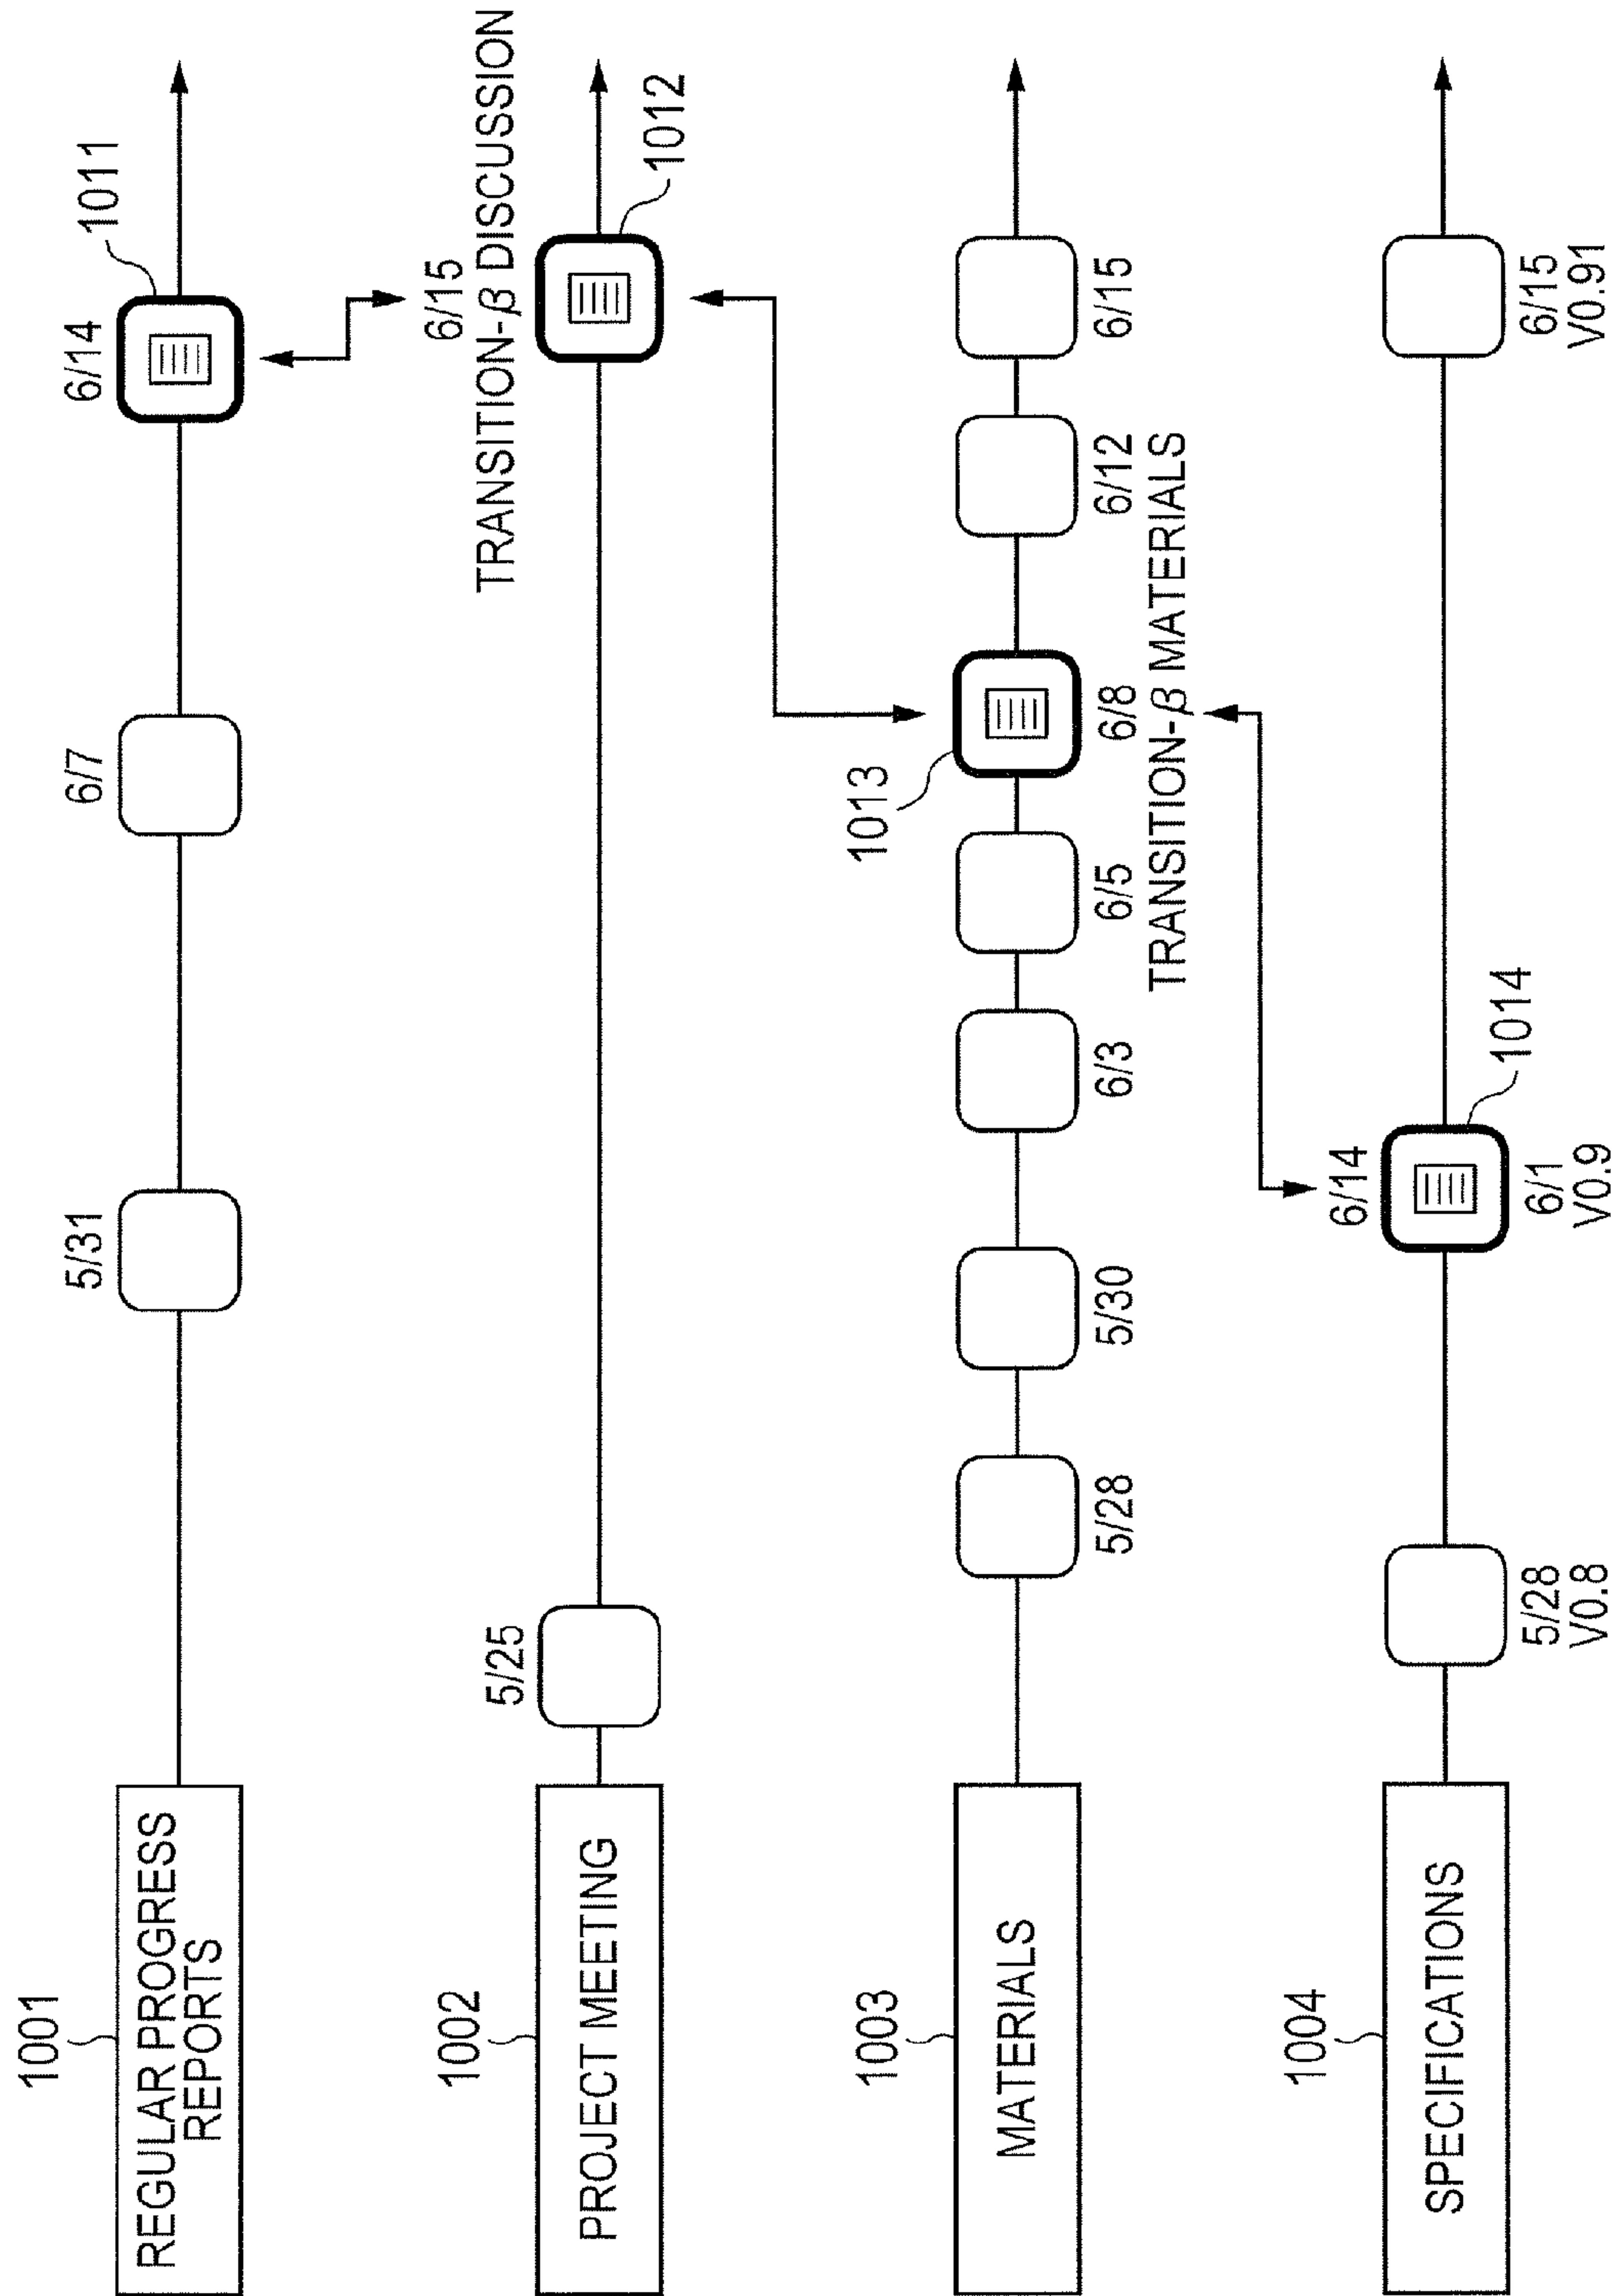 1001
REGULAR PROGRESS
REPORTS
5/31
6/7
6/14
1011
1002
PROJECT MEETING
5/25
6/15
TRANSITION-β DISCUSSION
1012
1003
MATERIALS
5/28
5/30
6/3
6/5
1013
6/8
TRANSITION-β MATERIALS
6/12
6/15
1004
SPECIFICATIONS
5/28
V0.8
6/14
6/1
V0.9
1014
6/15
V0.91